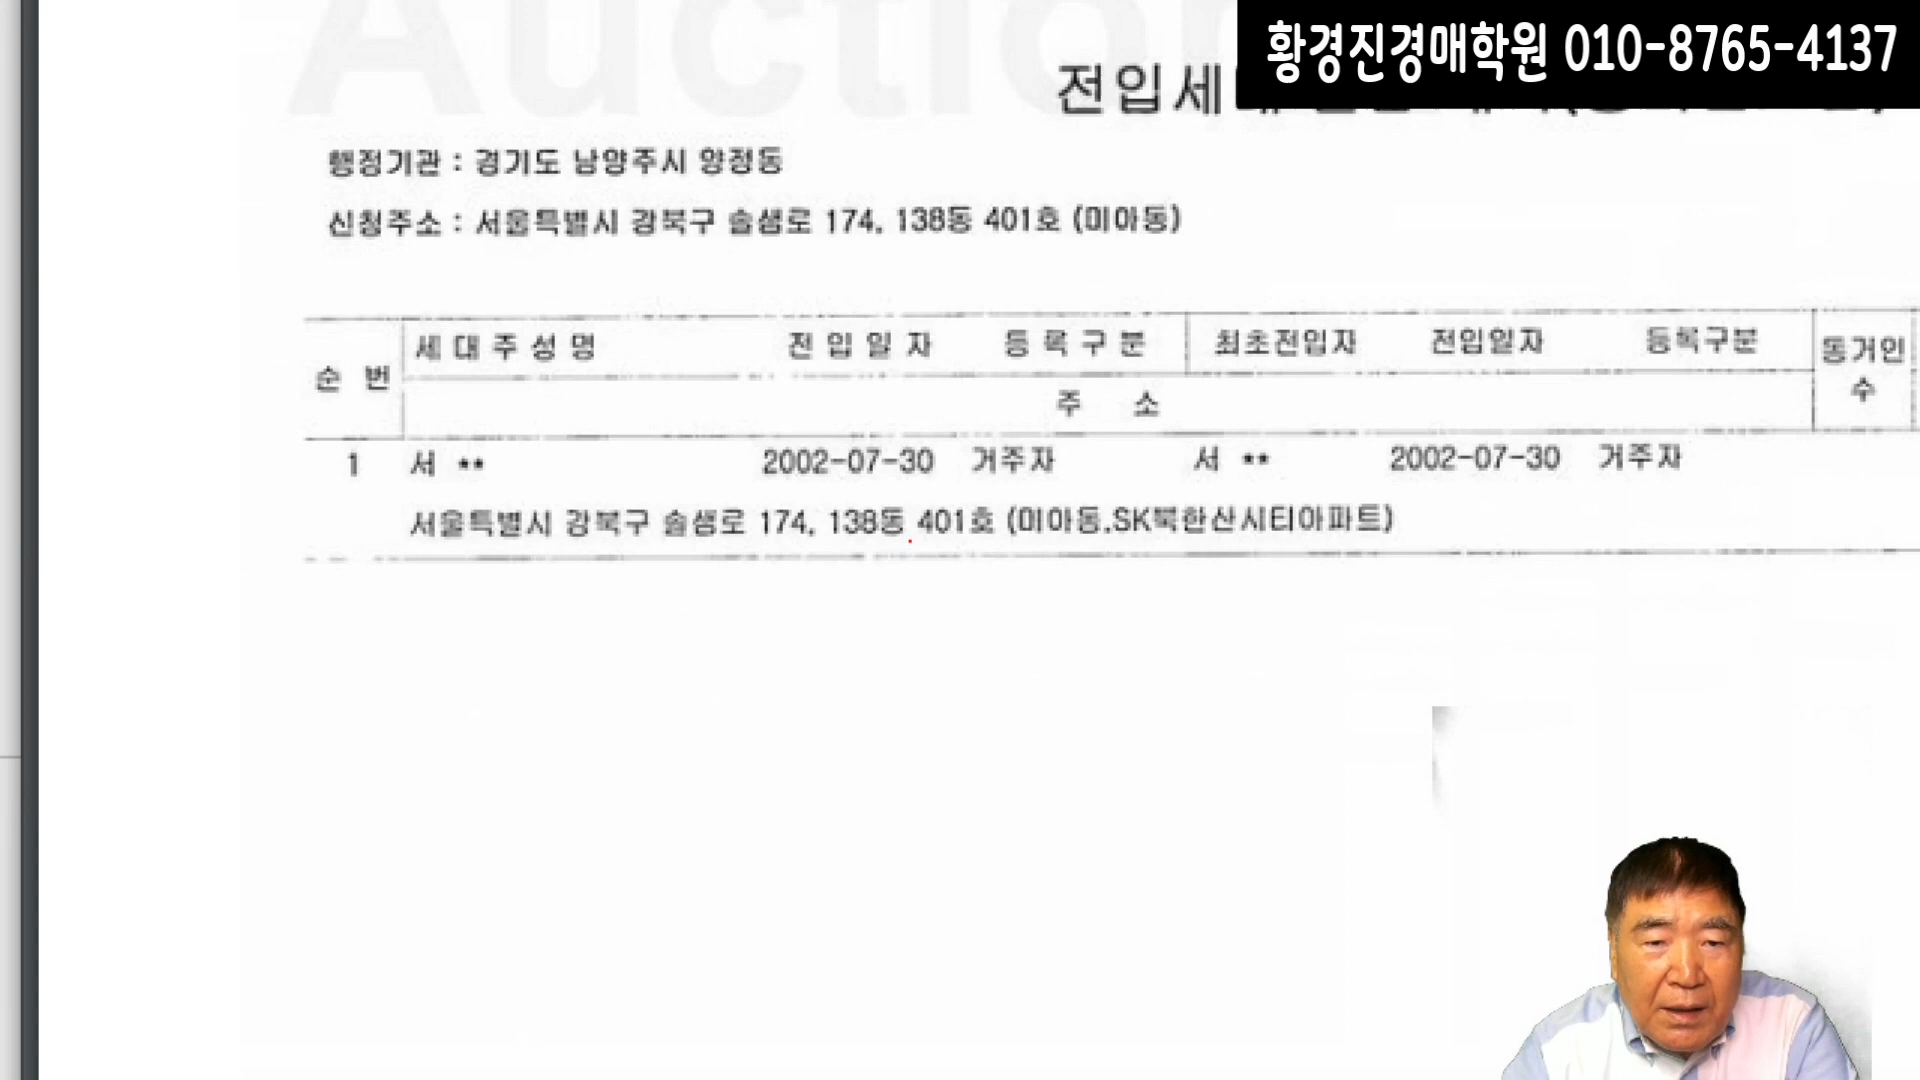 Auction
황경진경매학원 010-8765-4137
전입세
행정기관 : 경기도 남양주시 양정동
신청주소 : 서울특별시 강북구 솔샘로 174, 138동 401호 (미아동)
순 번 세 대 주 성 명 전 입 일 자 등 록 구 분 최초전입자 전입일자 등록구분 동거인
수
주 소
1 서 ** 2002-07-30 거주자 서 ** 2002-07-30 거주자
서울특별시 강북구 솔샘로 174, 138동 401호 (미아동,SK북한산시티아파트)